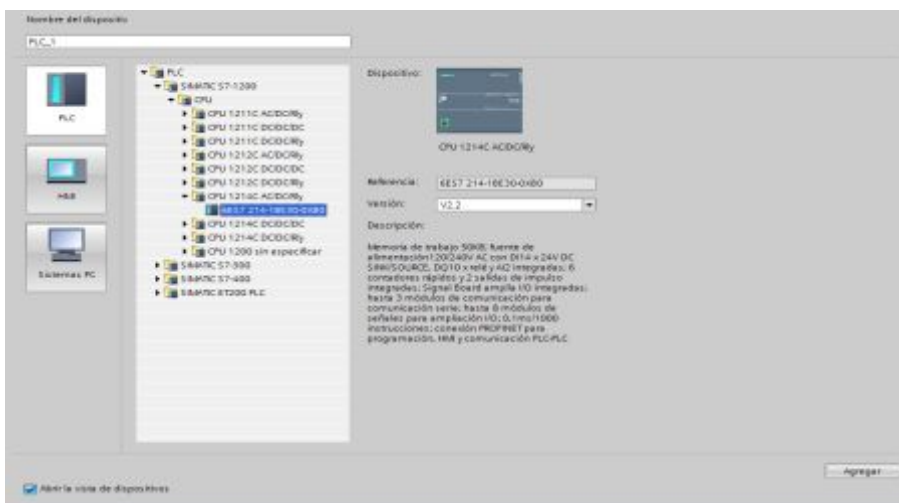 Nombre del dispositivo
PLC_1
PLC
HMI
Sistemas PC
PLC
SIMATIC S7-1200
CPU
CPU 1211C AC/DC/Rly
CPU 1211C DC/DC/DC
CPU 1211C DC/DC/Rly
CPU 1212C AC/DC/Rly
CPU 1212C DC/DC/DC
CPU 1212C DC/DC/Rly
CPU 1214C AC/DC/Rly
6ES7 214-1BE30-0XB0
CPU 1214C DC/DC/DC
CPU 1214C DC/DC/Rly
CPU 1200 sin especificar
SIMATIC S7-300
SIMATIC S7-400
SIMATIC ET200 PLC
Dispositivo:
CPU 1214C AC/DC/Rly
Referencia:
6ES7 214-1BE30-0XB0
Versión:
V2.2
Descripción:
Memoria de trabajo 50KB; fuente de
alimentación120/240V AC con DI14 x 24V DC
SINK/SOURCE, DQ10 x relé y AI2 integradas; 6
contadores rápidos y 2 salidas de impulso
integradas; Signal Board amplía I/O integradas;
hasta 3 módulos de comunicación para
comunicación serie; hasta 8 módulos de
señales para ampliación I/O; 0,1ms/1000
instrucciones; conexión PROFINET para
programación, HMI y comunicación PLC-PLC
Agregar
Abrir la vista de dispositivos